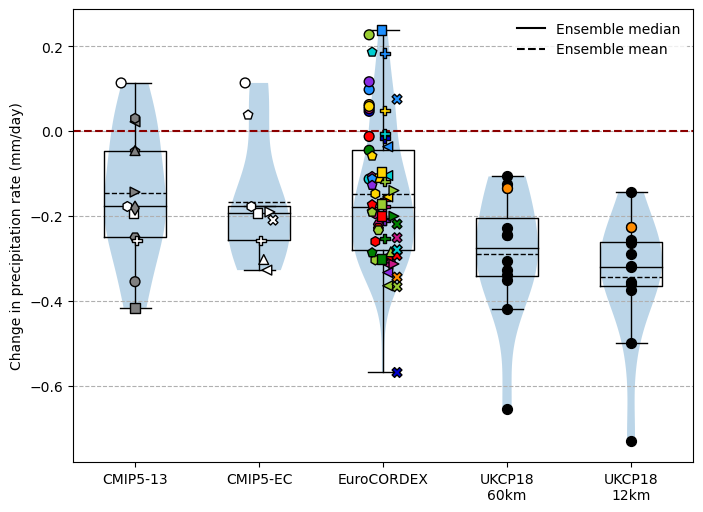 Ensemble median
Ensemble mean
Change in precipitation rate (mm/day)
0.2
0.0
−0.2
−0.4
−0.6
CMIP5-13
CMIP5-EC
EuroCORDEX
UKCP18
60km
UKCP18
12km